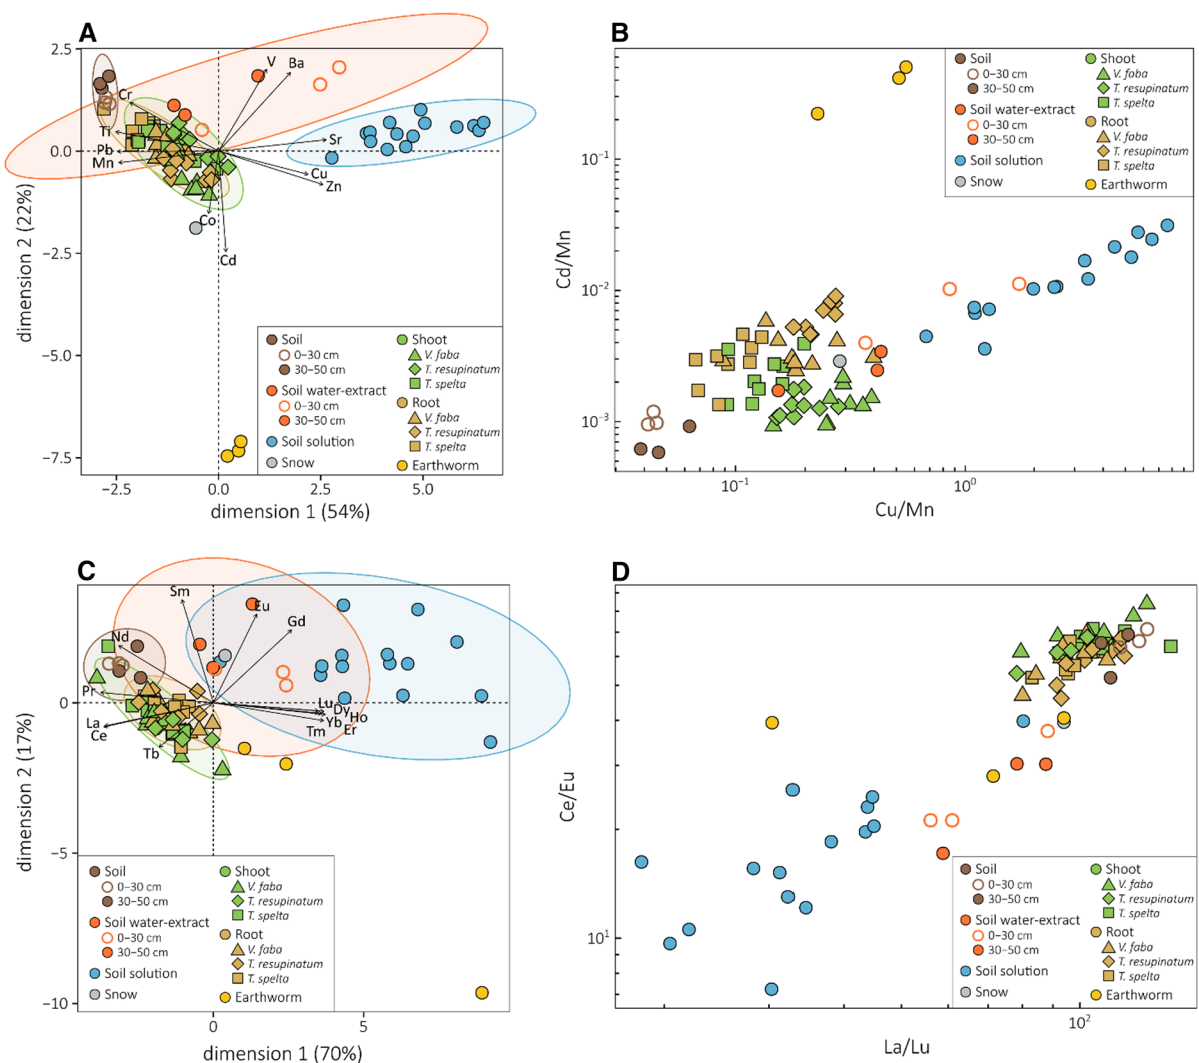 A
2.5
0.0
−2.5
−5.0
−7.5
dimension 2 (22%)
V
Ba
Cr
Ti
Pb
Mn
Sr
Cu
Zn
Co
Cd
Soil
0–30 cm
30–50 cm
Soil water-extract
0–30 cm
30–50 cm
Soil solution
Snow
Shoot
V. faba
T. resupinatum
T. spelta
Root
V. faba
T. resupinatum
T. spelta
Earthworm
−2.5
0.0
2.5
5.0
dimension 1 (54%)
B
10−1
10−2
10−3
Cd/Mn
Soil
0–30 cm
30–50 cm
Soil water-extract
0–30 cm
30–50 cm
Soil solution
Snow
Shoot
V. faba
T. resupinatum
T. spelta
Root
V. faba
T. resupinatum
T. spelta
Earthworm
10−1
100
Cu/Mn
C
0
−5
−10
dimension 2 (17%)
Sm
Eu
Gd
Nd
Pr
La
Ce
Tb
Lu
Dy
Ho
Yb
Er
Tm
Soil
0–30 cm
30–50 cm
Soil water-extract
0–30 cm
30–50 cm
Soil solution
Snow
Shoot
V. faba
T. resupinatum
T. spelta
Root
V. faba
T. resupinatum
T. spelta
Earthworm
0
5
dimension 1 (70%)
D
Ce/Eu
101
Soil
0–30 cm
30–50 cm
Soil water-extract
0–30 cm
30–50 cm
Soil solution
Snow
Shoot
V. faba
T. resupinatum
T. spelta
Root
V. faba
T. resupinatum
T. spelta
Earthworm
102
La/Lu